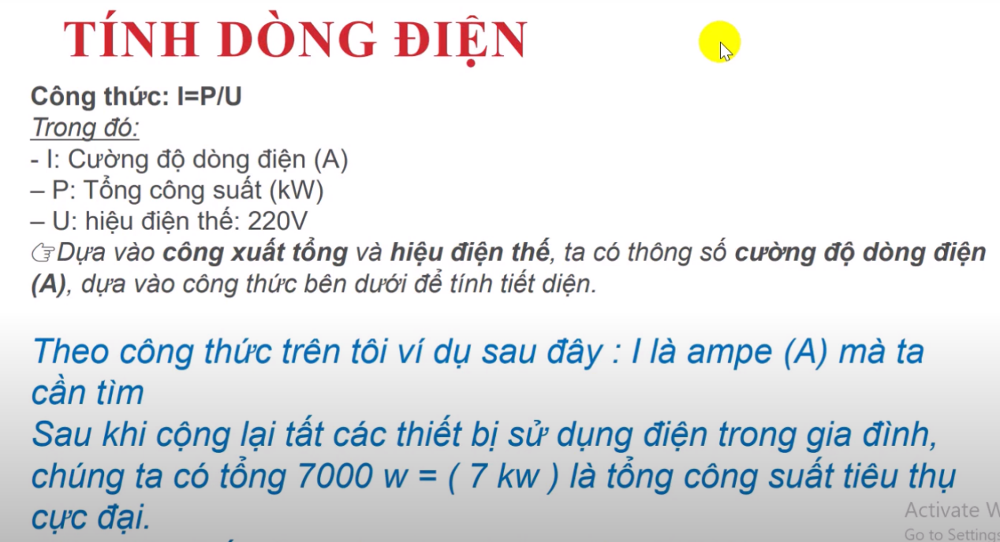 TÍNH DÒNG ĐIỆN
Công thức: I=P/U
Trong đó:
- I: Cường độ dòng điện (A)
– P: Tổng công suất (kW)
– U: hiệu điện thế: 220V
👉Dựa vào công xuất tổng và hiệu điện thế, ta có thông số cường độ dòng điện
(A), dựa vào công thức bên dưới để tính tiết diện.
Theo công thức trên tôi ví dụ sau đây : I là ampe (A) mà ta
cần tìm
Sau khi cộng lại tất các thiết bị sử dụng điện trong gia đình,
chúng ta có tổng 7000 w = ( 7 kw ) là tổng công suất tiêu thụ
cực đại.
Activate W
Go to Settings